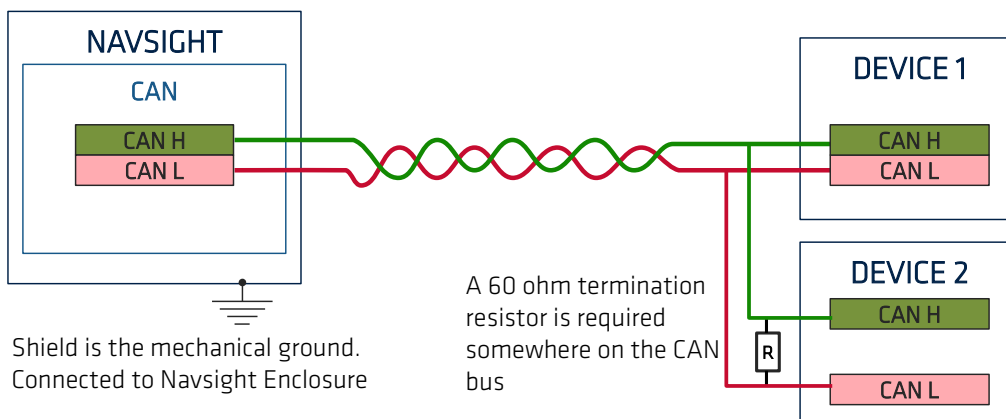 NAVSIGHT
CAN
CAN H
CAN L
Shield is the mechanical ground.
Connected to Navsight Enclosure
A 60 ohm termination
resistor is required
somewhere on the CAN
bus
R
DEVICE 1
CAN H
CAN L
DEVICE 2
CAN H
CAN L